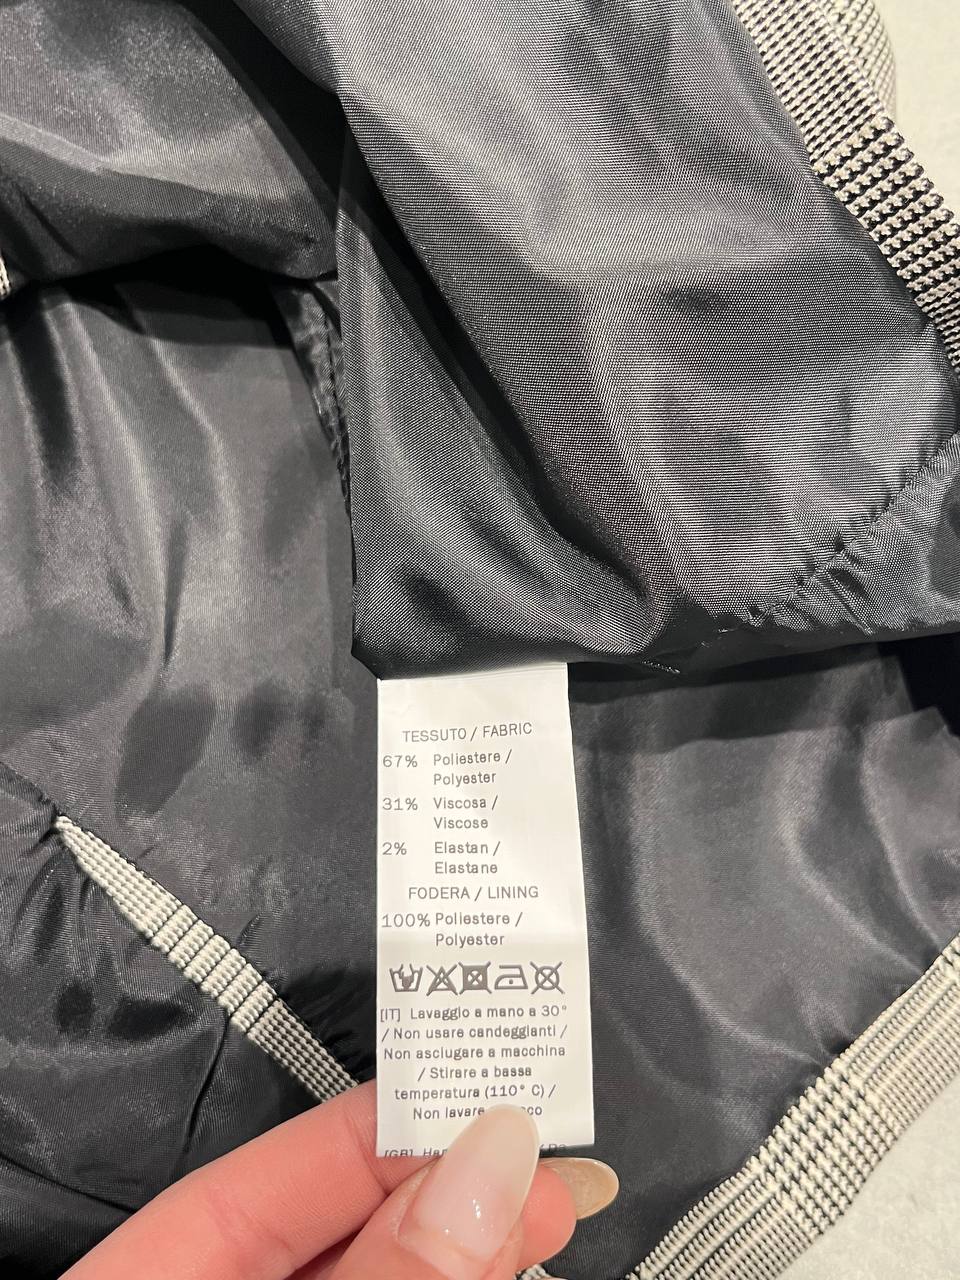 TESSUTO / FABRIC
67% Poliestere /
Polyester
31% Viscosa /
Viscose
2% Elastan /
Elastane
FODERA / LINING
100% Poliestere /
Polyester
[IT] Lavaggio a mano a 30°
/ Non usare candeggianti /
Non asciugare a macchina
/ Stirare a bassa
temperatura (110° C) /
Non lavare
[GB]